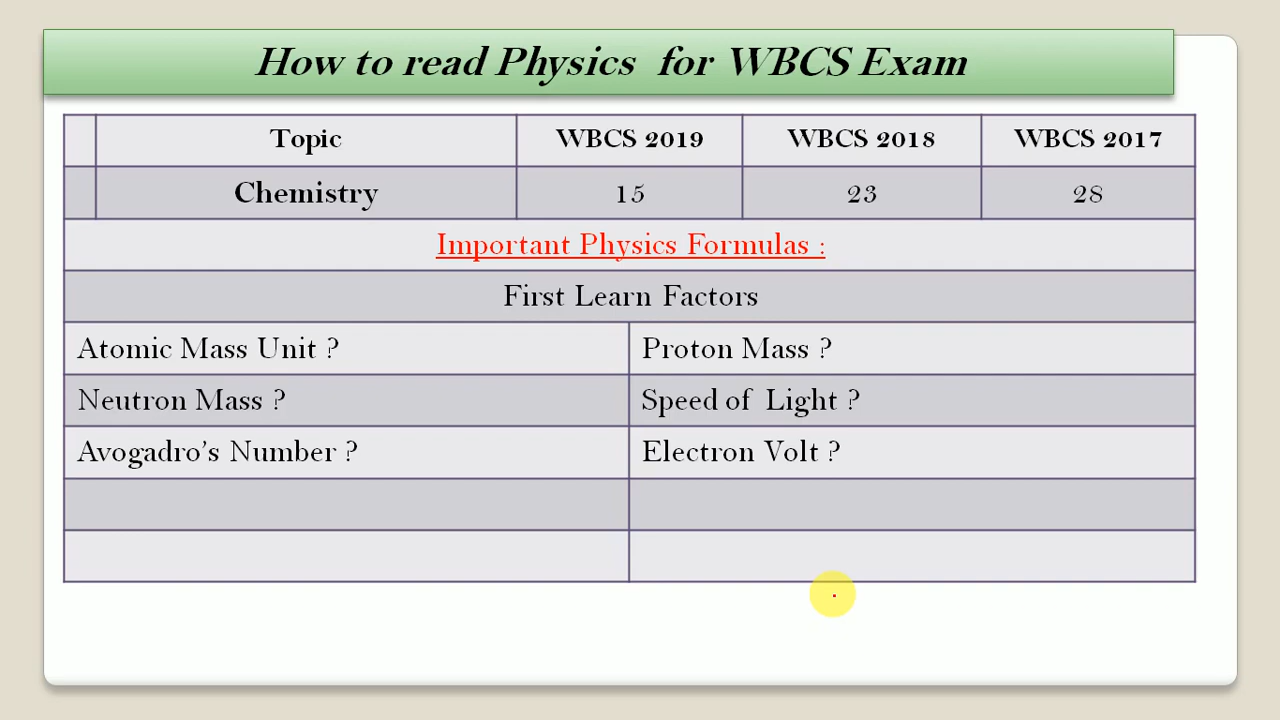 How to read Physics for WBCS Exam
Topic WBCS 2019 WBCS 2018 WBCS 2017
Chemistry 15 23 28
Important Physics Formulas :
First Learn Factors
Atomic Mass Unit ? Proton Mass ?
Neutron Mass ? Speed of Light ?
Avogadro's Number ? Electron Volt ?